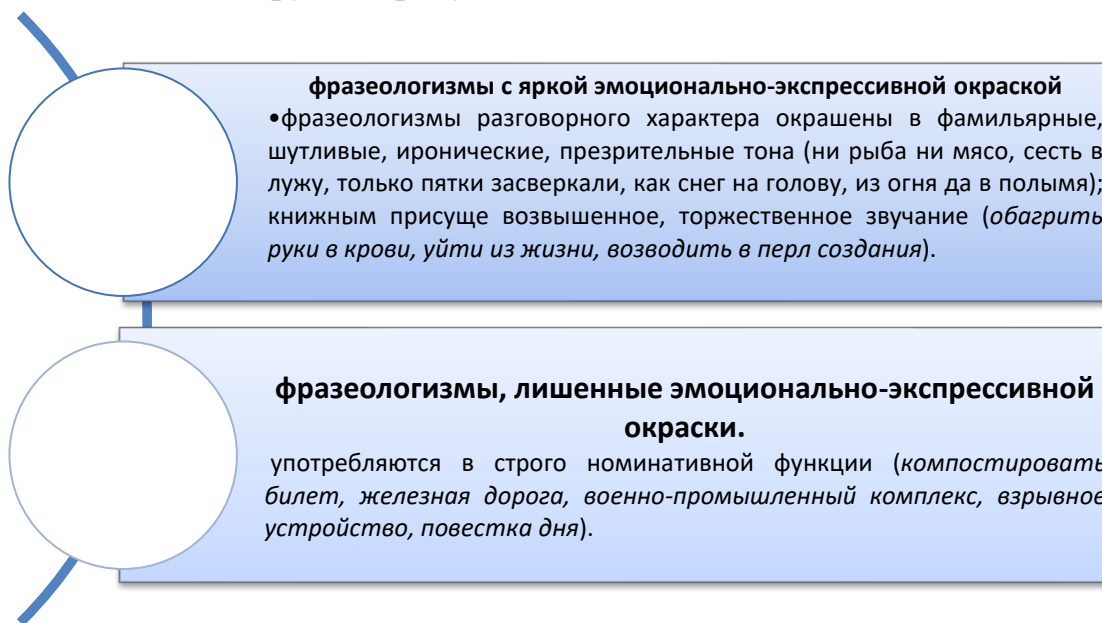 фразеологизмы с яркой эмоционально-экспрессивной окраской
•фразеологизмы разговорного характера окрашены в фамильярные,
шутливые, иронические, презрительные тона (ни рыба ни мясо, сесть в
лужу, только пятки засверкали, как снег на голову, из огня да в полымя);
книжным присуще возвышенное, торжественное звучание (обагрить
руки в крови, уйти из жизни, возводить в перл создания).
фразеологизмы, лишенные эмоционально-экспрессивной
окраски.
употребляются в строго номинативной функции (компостировать
билет, железная дорога, военно-промышленный комплекс, взрывное
устройство, повестка дня).